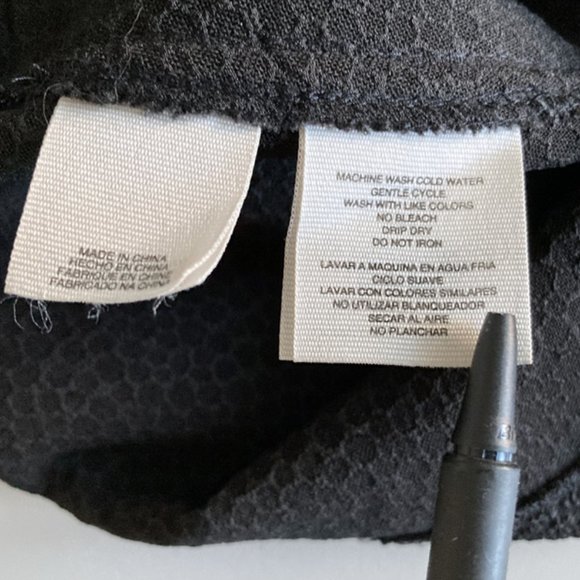 MADE IN CHINA
HECHO EN CHINA
FABRIQUE EN CHINE
FABRICADO NA CHINA
MACHINE WASH COLD WATER
GENTLE CYCLE
WASH WITH LIKE COLORS
NO BLEACH
DRIP DRY
DO NOT IRON
LAVAR A MAQUINA EN AGUA FRIA
CICLO SUAVE
LAVAR CON COLORES SIMILARES
NO UTILIZAR BLANQUEADOR
SECAR AL AIRE
NO PLANCHAR